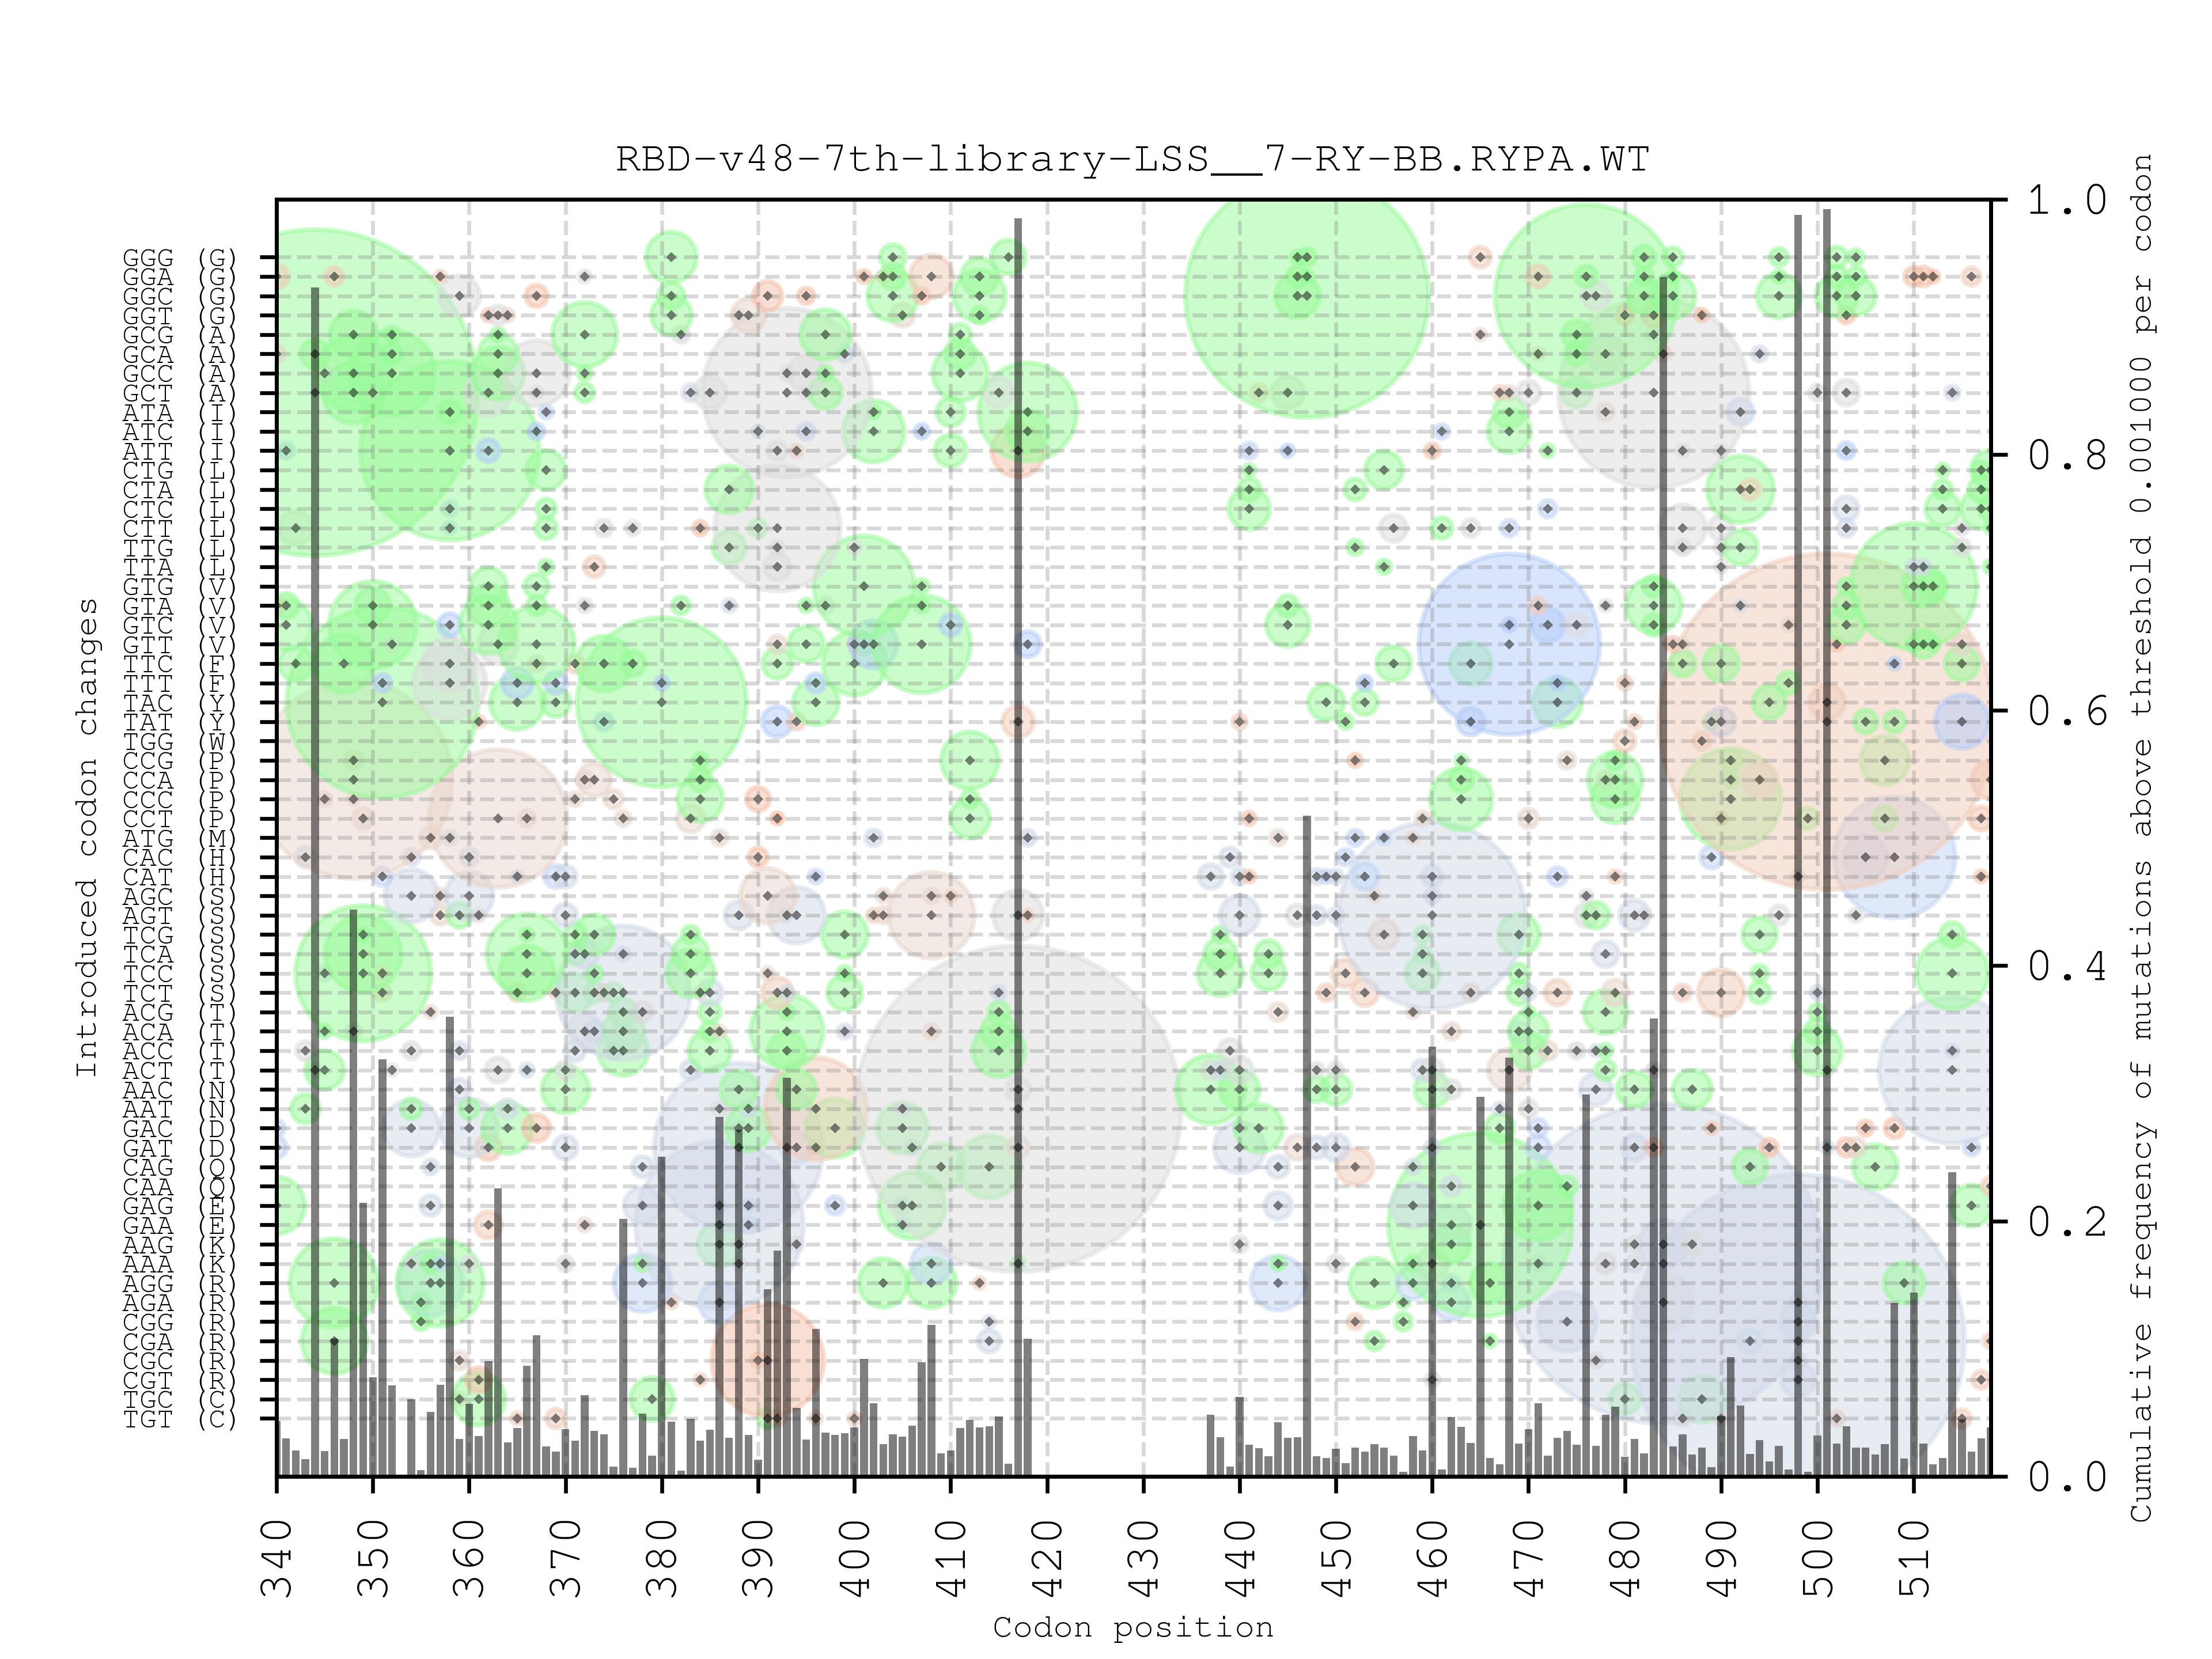 RBD-v48-7th-library-LSS__7-RY-BB.RYPA.WT
Introduced codon changes
GGG (G)
GGA (G)
GGC (G)
GGT (G)
GCG (A)
GCA (A)
GCC (A)
GCT (A)
ATA (I)
ATC (I)
ATT (I)
CTG (L)
CTA (L)
CTC (L)
CTT (L)
TTG (L)
TTA (L)
GTG (V)
GTA (V)
GTC (V)
GTT (V)
TTC (F)
TTT (F)
TAC (Y)
TAT (Y)
TGG (W)
CCG (P)
CCA (P)
CCC (P)
CCT (P)
ATG (M)
CAC (H)
CAT (H)
AGC (S)
AGT (S)
TCG (S)
TCA (S)
TCC (S)
TCT (S)
ACG (T)
ACA (T)
ACC (T)
ACT (T)
AAC (N)
AAT (N)
GAC (D)
GAT (D)
CAG (Q)
CAA (Q)
GAG (E)
GAA (E)
AAG (K)
AAA (K)
AGG (R)
AGA (R)
CGG (R)
CGA (R)
CGC (R)
CGT (R)
TGC (C)
TGT (C)
1.0
0.8
0.6
0.4
0.2
0.0
Cumulative frequency of mutations above threshold 0.001000 per codon
340 350 360 370 380 390 400 410 420 430 440 450 460 470 480 490 500 510
Codon position